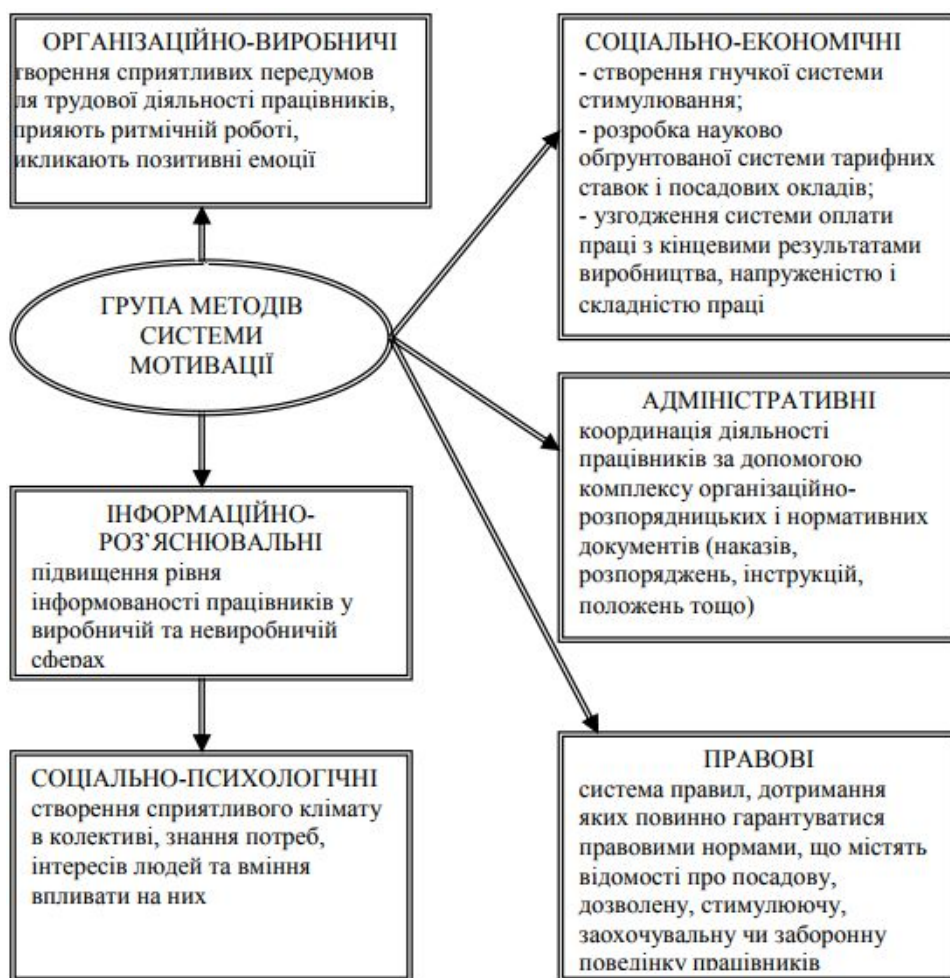 ОРГАНІЗАЦІЙНО-ВИРОБНИЧІ
творення сприятливих передумов
ля трудової діяльності працівників,
прияють ритмічній роботі,
икликають позитивні емоції
ГРУПА МЕТОДІВ
СИСТЕМИ
МОТИВАЦІЇ
ІНФОРМАЦІЙНО-
РОЗ`ЯСНЮВАЛЬНІ
підвищення рівня
інформованості працівників у
виробничій та невиробничій
сферах
СОЦІАЛЬНО-ПСИХОЛОГІЧНІ
створення сприятливого клімату
в колективі, знання потреб,
інтересів людей та вміння
впливати на них
СОЦІАЛЬНО-ЕКОНОМІЧНІ
- створення гнучкої системи
стимулювання;
- розробка науково
обґрунтованої системи тарифних
ставок і посадових окладів;
- узгодження системи оплати
праці з кінцевими результатами
виробництва, напруженістю і
складністю праці
АДМІНІСТРАТИВНІ
координація діяльності
працівників за допомогою
комплексу організаційно-
розпорядницьких і нормативних
документів (наказів,
розпоряджень, інструкцій,
положень тощо)
ПРАВОВІ
система правил, дотримання
яких повинно гарантуватися
правовими нормами, що містять
відомості про посадову,
дозволену, стимулюючу,
заохочувальну чи заборонну
поведінку працівників